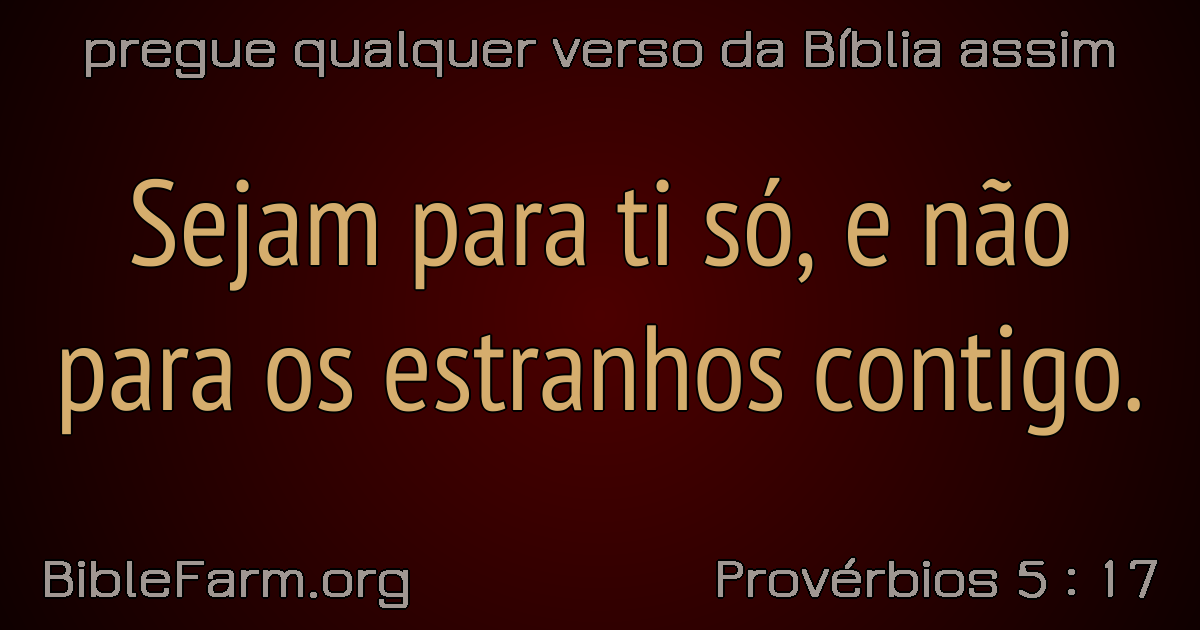 pregue qualquer verso da Bíblia assim
Sejam para ti só, e não
para os estranhos contigo.
BibleFarm.org
Provérbios 5 : 17